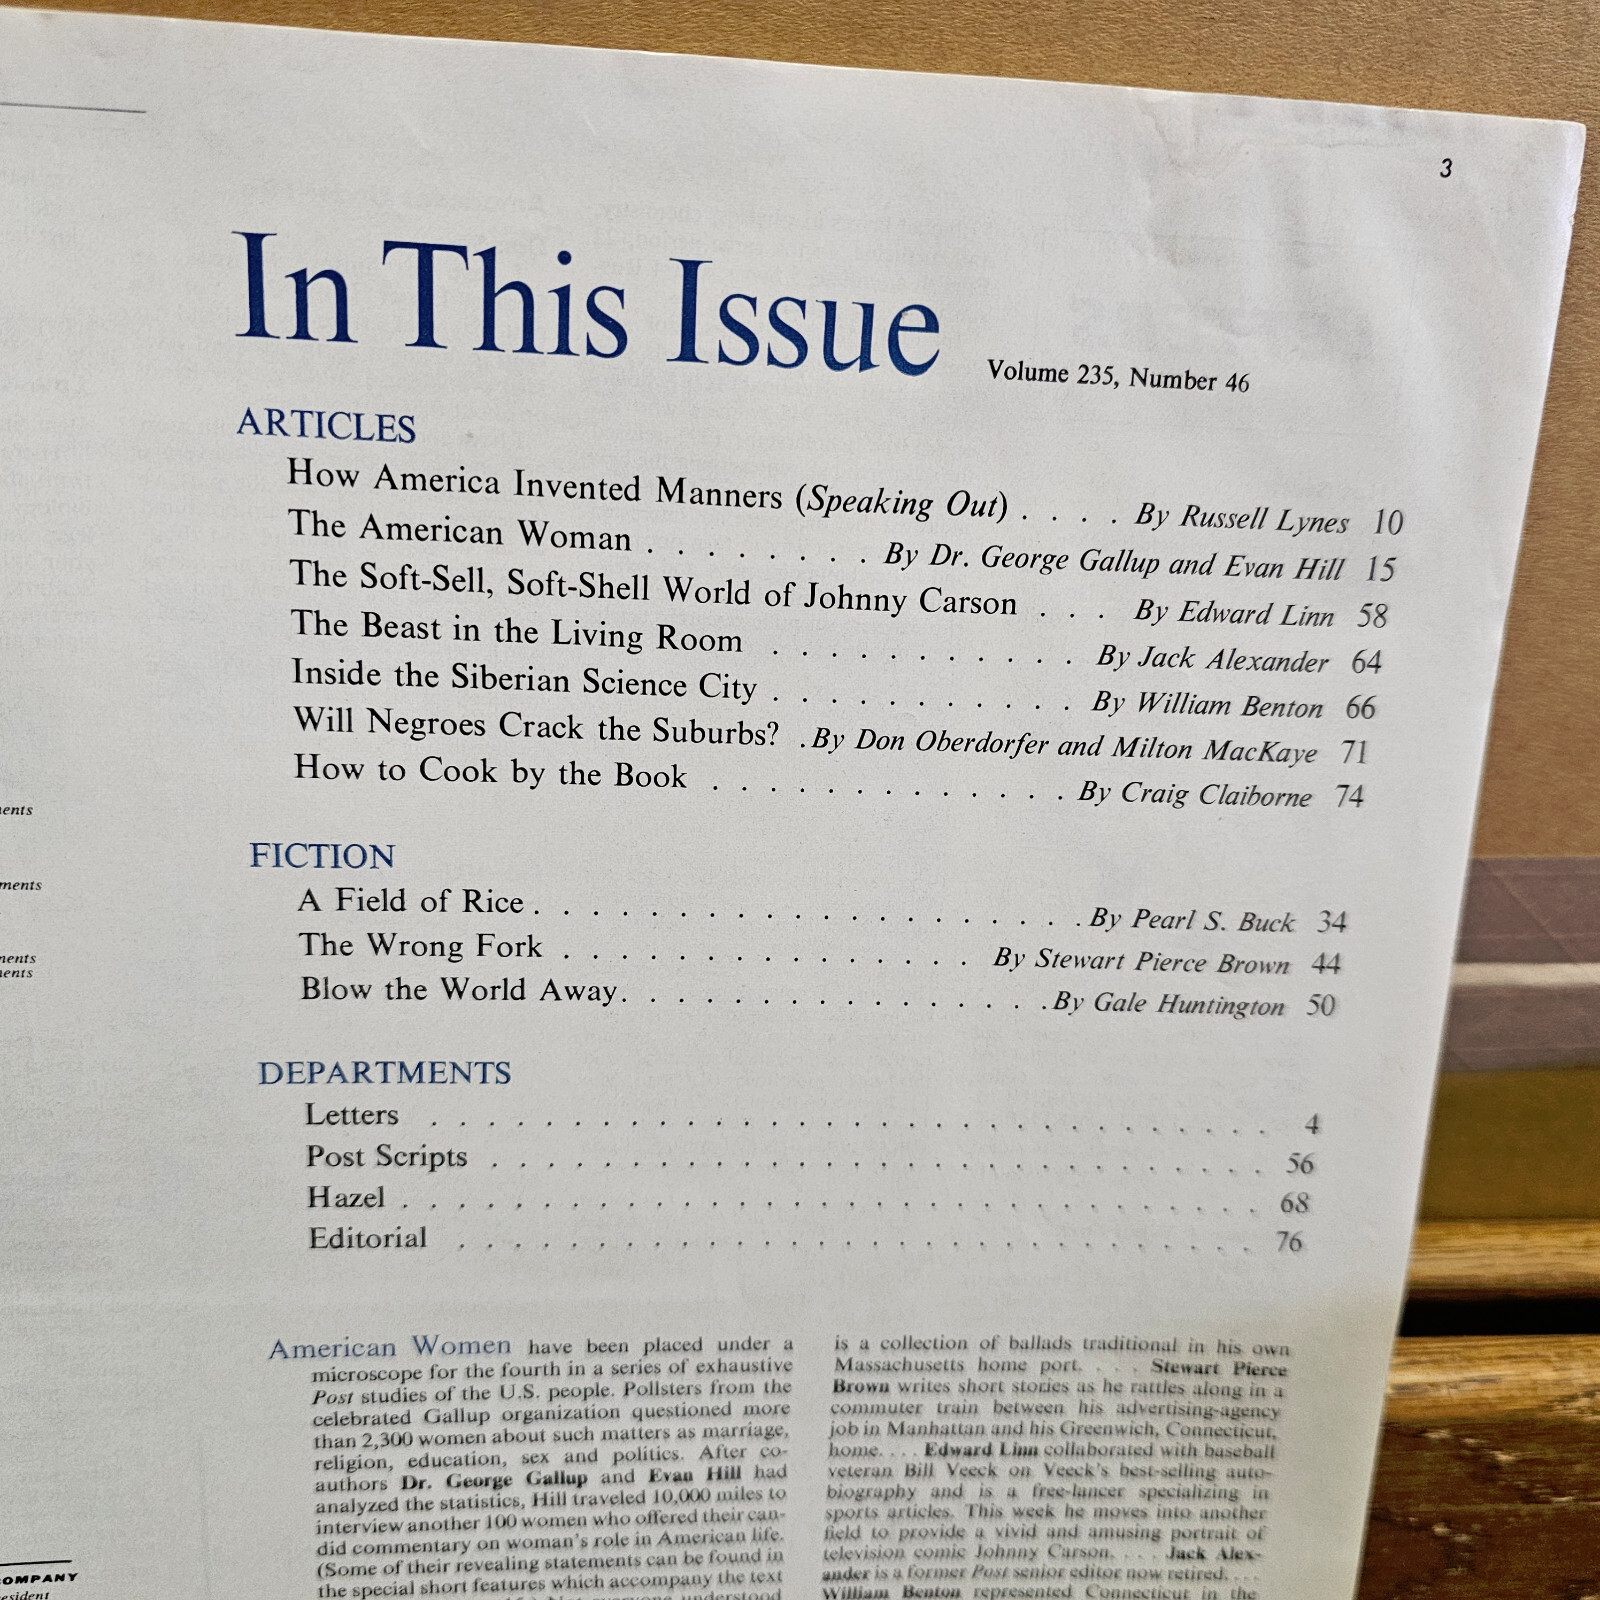 3
In This Issue
Volume 235, Number 46
ARTICLES
How America Invented Manners (Speaking Out) . . . . By Russell Lynes 10
The American Woman . . . . . . . . By Dr. George Gallup and Evan Hill 15
The Soft-Sell, Soft-Shell World of Johnny Carson . . . By Edward Linn 58
The Beast in the Living Room . . . . . . . . . . . By Jack Alexander 64
Inside the Siberian Science City . . . . . . . . . . . By William Benton 66
Will Negroes Crack the Suburbs? .By Don Oberdorfer and Milton MacKaye 71
How to Cook by the Book . . . . . . . . . . . . . By Craig Claiborne 74
FICTION
A Field of Rice . . . . . . . . . . . . . . . . . . . . By Pearl S. Buck 34
The Wrong Fork . . . . . . . . . . . . . . . By Stewart Pierce Brown 44
Blow the World Away. . . . . . . . . . . . . . . . .By Gale Huntington 50
DEPARTMENTS
Letters . . . . . . . . . . . . . . . . . . . . . . . . . . . . . . 4
Post Scripts . . . . . . . . . . . . . . . . . . . . . . . . . . . . 56
Hazel . . . . . . . . . . . . . . . . . . . . . . . . . . . . . . . 68
Editorial . . . . . . . . . . . . . . . . . . . . . . . . . . . . . 76
American Women have been placed under a
microscope for the fourth in a series of exhaustive
Post studies of the U.S. people. Pollsters from the
celebrated Gallup organization questioned more
than 2,300 women about such matters as marriage,
religion, education, sex and politics. After co-
authors Dr. George Gallup and Evan Hill had
analyzed the statistics, Hill traveled 10,000 miles to
interview another 100 women who offered their can-
did commentary on woman's role in American life.
(Some of their revealing statements can be found in
the special short features which accompany the text
understood
is a collection of ballads traditional in his own
Massachusetts home port. . . . Stewart Pierce
Brown writes short stories as he rattles along in a
commuter train between his advertising-agency
job in Manhattan and his Greenwich, Connecticut,
home. . . . Edward Linn collaborated with baseball
veteran Bill Veeck on Veeck's best-selling auto-
biography and is a free-lancer specializing in
sports articles. This week he moves into another
field to provide a vivid and amusing portrait of
television comic Johnny Carson. . . . Jack Alex-
ander is a former Post senior editor now retired. . . .
William Benton represented Connecticut in the